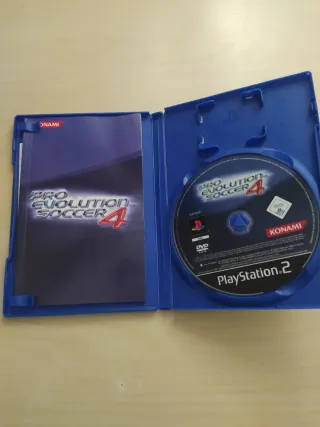 KONAMI
PRO
EVOLUTION
SOCCER 4
PRO
EVOLUTION
SOCCER 4
KONAMI
DVD
PlayStation.2